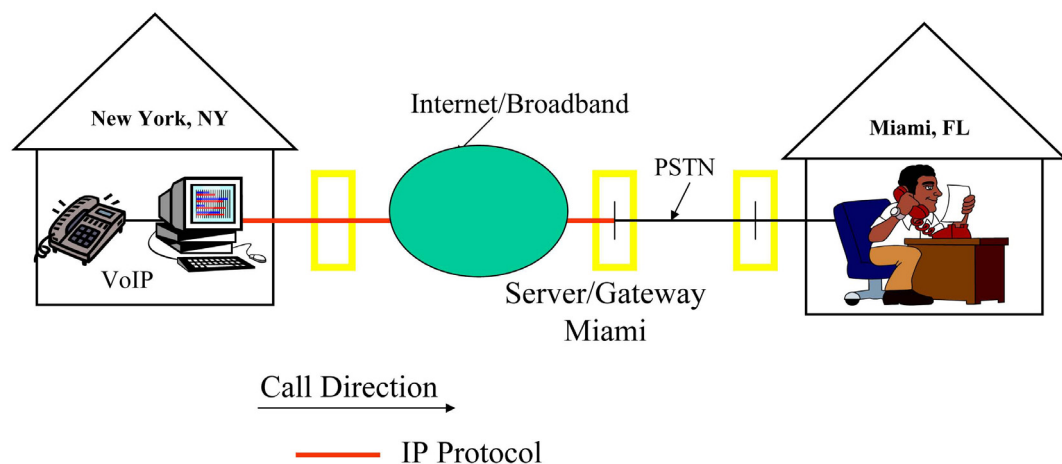 Internet/Broadband
New York, NY
Miami, FL
PSTN
VoIP
Server/Gateway
Miami
Call Direction
IP Protocol